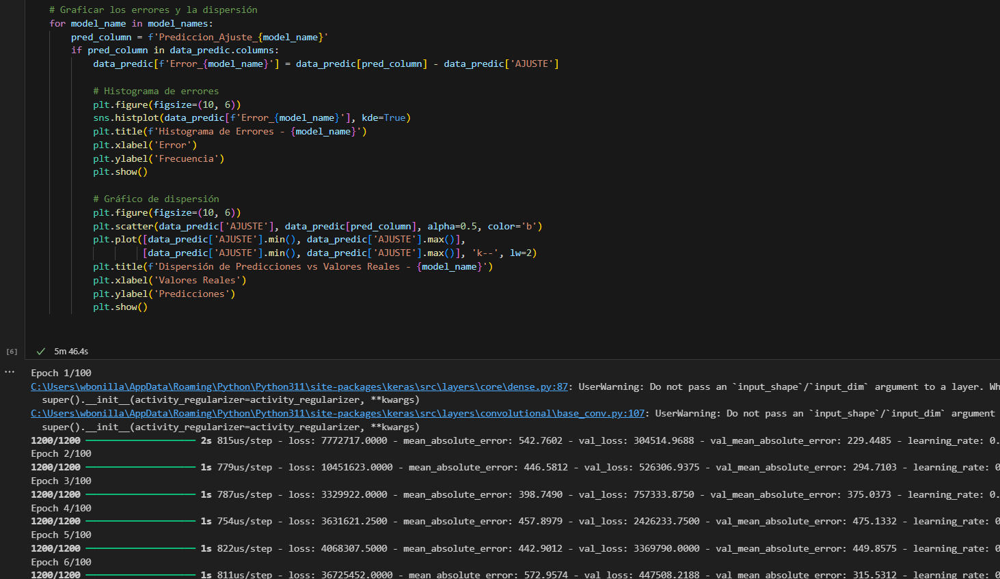 # Graficar los errores y la dispersión
for model_name in model_names:
    pred_column = f'Prediccion_Ajuste_{model_name}'
    if pred_column in data_predic.columns:
        data_predic[f'Error_{model_name}'] = data_predic[pred_column] - data_predic['AJUSTE']
        # Histograma de errores
        plt.figure(figsize=(10, 6))
        sns.histplot(data_predic[f'Error_{model_name}'], kde=True)
        plt.title(f'Histograma de Errores - {model_name}')
        plt.xlabel('Error')
        plt.ylabel('Frecuencia')
        plt.show()
        # Gráfico de dispersión
        plt.figure(figsize=(10, 6))
        plt.scatter(data_predic['AJUSTE'], data_predic[pred_column], alpha=0.5, color='b')
        plt.plot([data_predic['AJUSTE'].min(), data_predic['AJUSTE'].max()],
                 [data_predic['AJUSTE'].min(), data_predic['AJUSTE'].max()], 'k--', lw=2)
        plt.title(f'Dispersión de Predicciones vs Valores Reales - {model_name}')
        plt.xlabel('Valores Reales')
        plt.ylabel('Predicciones')
        plt.show()
[6] ✓ 5m 46.4s
... Epoch 1/100
C:\Users\wbonilla\AppData\Roaming\Python\Python311\site-packages\keras\src\layers\core\dense.py:87: UserWarning: Do not pass an `input_shape`/`input_dim` argument to a layer. Wh
  super().__init__(activity_regularizer=activity_regularizer, **kwargs)
C:\Users\wbonilla\AppData\Roaming\Python\Python311\site-packages\keras\src\layers\convolutional\base_conv.py:107: UserWarning: Do not pass an `input_shape`/`input_dim` argument
  super().__init__(activity_regularizer=activity_regularizer, **kwargs)
1200/1200 ━━━━━━━━━━━━━━━━━━━━ 2s 815us/step - loss: 7772717.0000 - mean_absolute_error: 542.7602 - val_loss: 304514.9688 - val_mean_absolute_error: 229.4485 - learning_rate: 0.
Epoch 2/100
1200/1200 ━━━━━━━━━━━━━━━━━━━━ 1s 779us/step - loss: 10451623.0000 - mean_absolute_error: 446.5812 - val_loss: 526306.9375 - val_mean_absolute_error: 294.7103 - learning_rate: 0
Epoch 3/100
1200/1200 ━━━━━━━━━━━━━━━━━━━━ 1s 787us/step - loss: 3329922.0000 - mean_absolute_error: 398.7490 - val_loss: 757333.8750 - val_mean_absolute_error: 375.0373 - learning_rate: 0.
Epoch 4/100
1200/1200 ━━━━━━━━━━━━━━━━━━━━ 1s 754us/step - loss: 3631621.2500 - mean_absolute_error: 457.8979 - val_loss: 2426233.7500 - val_mean_absolute_error: 475.1332 - learning_rate: 0
Epoch 5/100
1200/1200 ━━━━━━━━━━━━━━━━━━━━ 1s 822us/step - loss: 4068307.5000 - mean_absolute_error: 442.9012 - val_loss: 3369790.0000 - val_mean_absolute_error: 449.8575 - learning_rate: 0
Epoch 6/100
1200/1200 ━━━━━━━━━━━━━━━━━━━━ 1s 811us/step - loss: 36725452.0000 - mean_absolute_error: 572.9574 - val_loss: 447508.2188 - val_mean_absolute_error: 315.5312 - learning_rate: 0